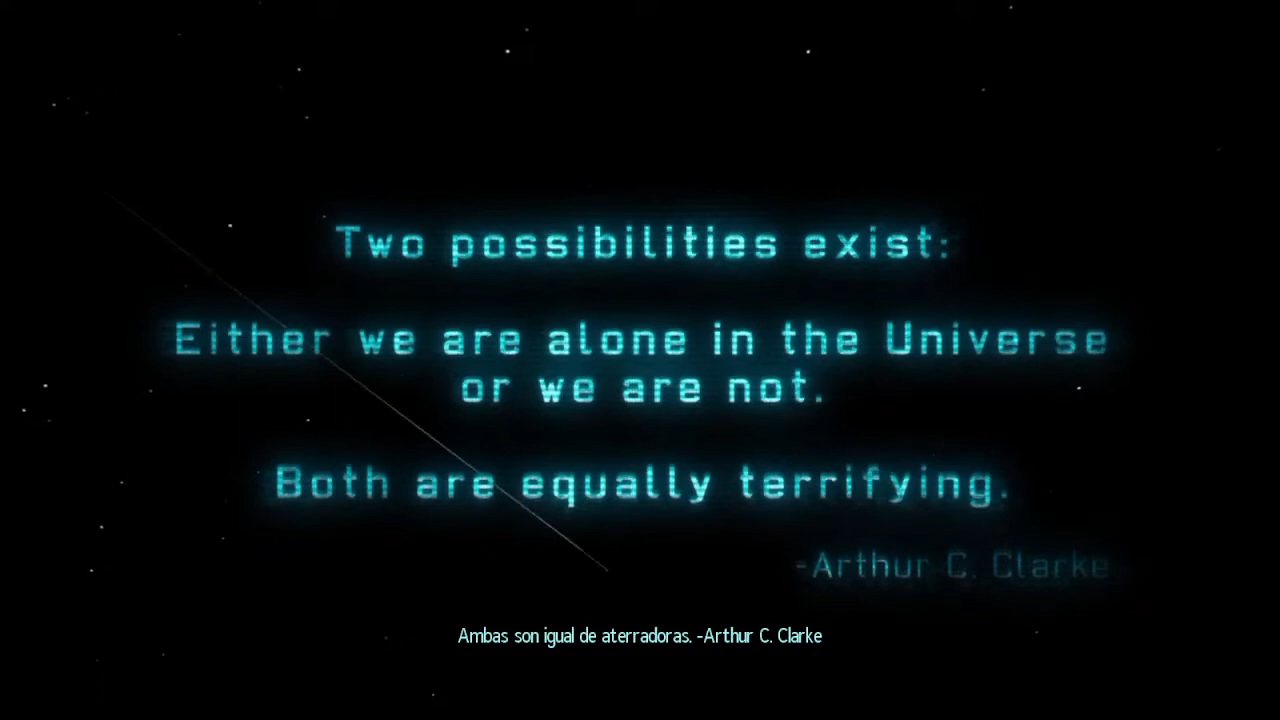 Two possibilities exist:
Either we are alone in the Universe
or we are not.
Both are equally terrifying.
-Arthur C. Clarke
Ambas son igual de aterradoras. -Arthur C. Clarke